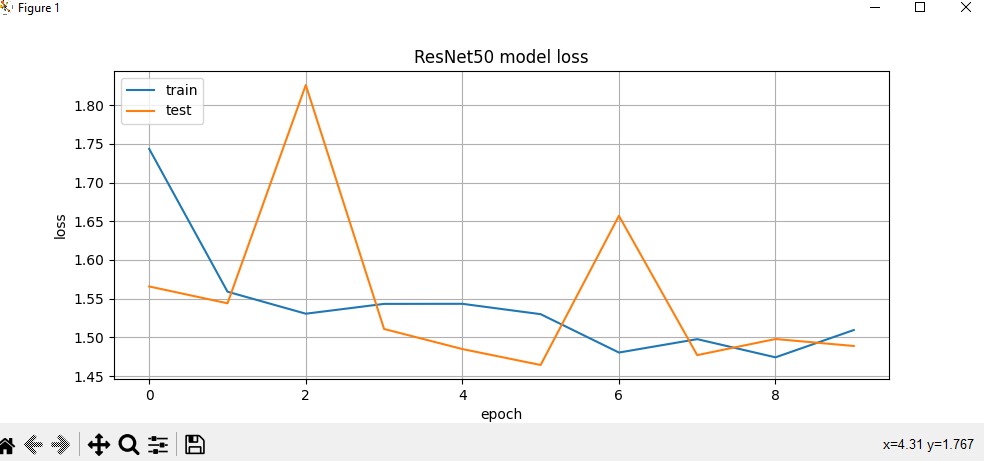 Figure 1
ResNet50 model loss
train
test
1.80
1.75
1.70
1.65
1.60
1.55
1.50
1.45
loss
0 2 4 6 8
epoch
x=4.31 y=1.767